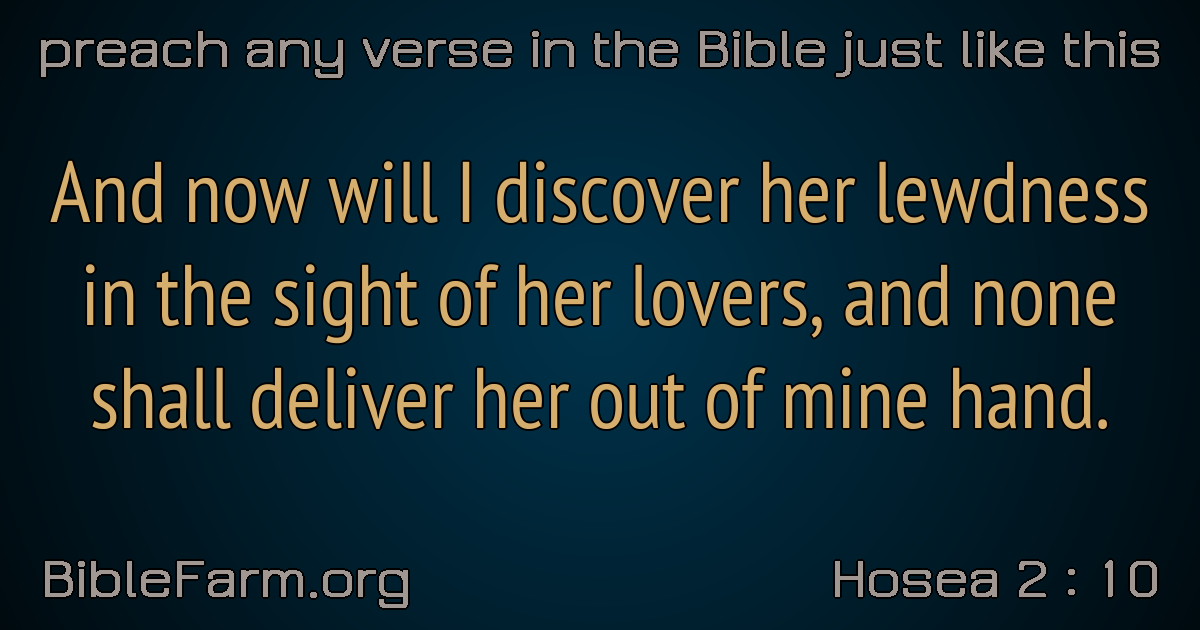 preach any verse in the Bible just like this
And now will I discover her lewdness
in the sight of her lovers, and none
shall deliver her out of mine hand.
BibleFarm.org
Hosea 2 : 10